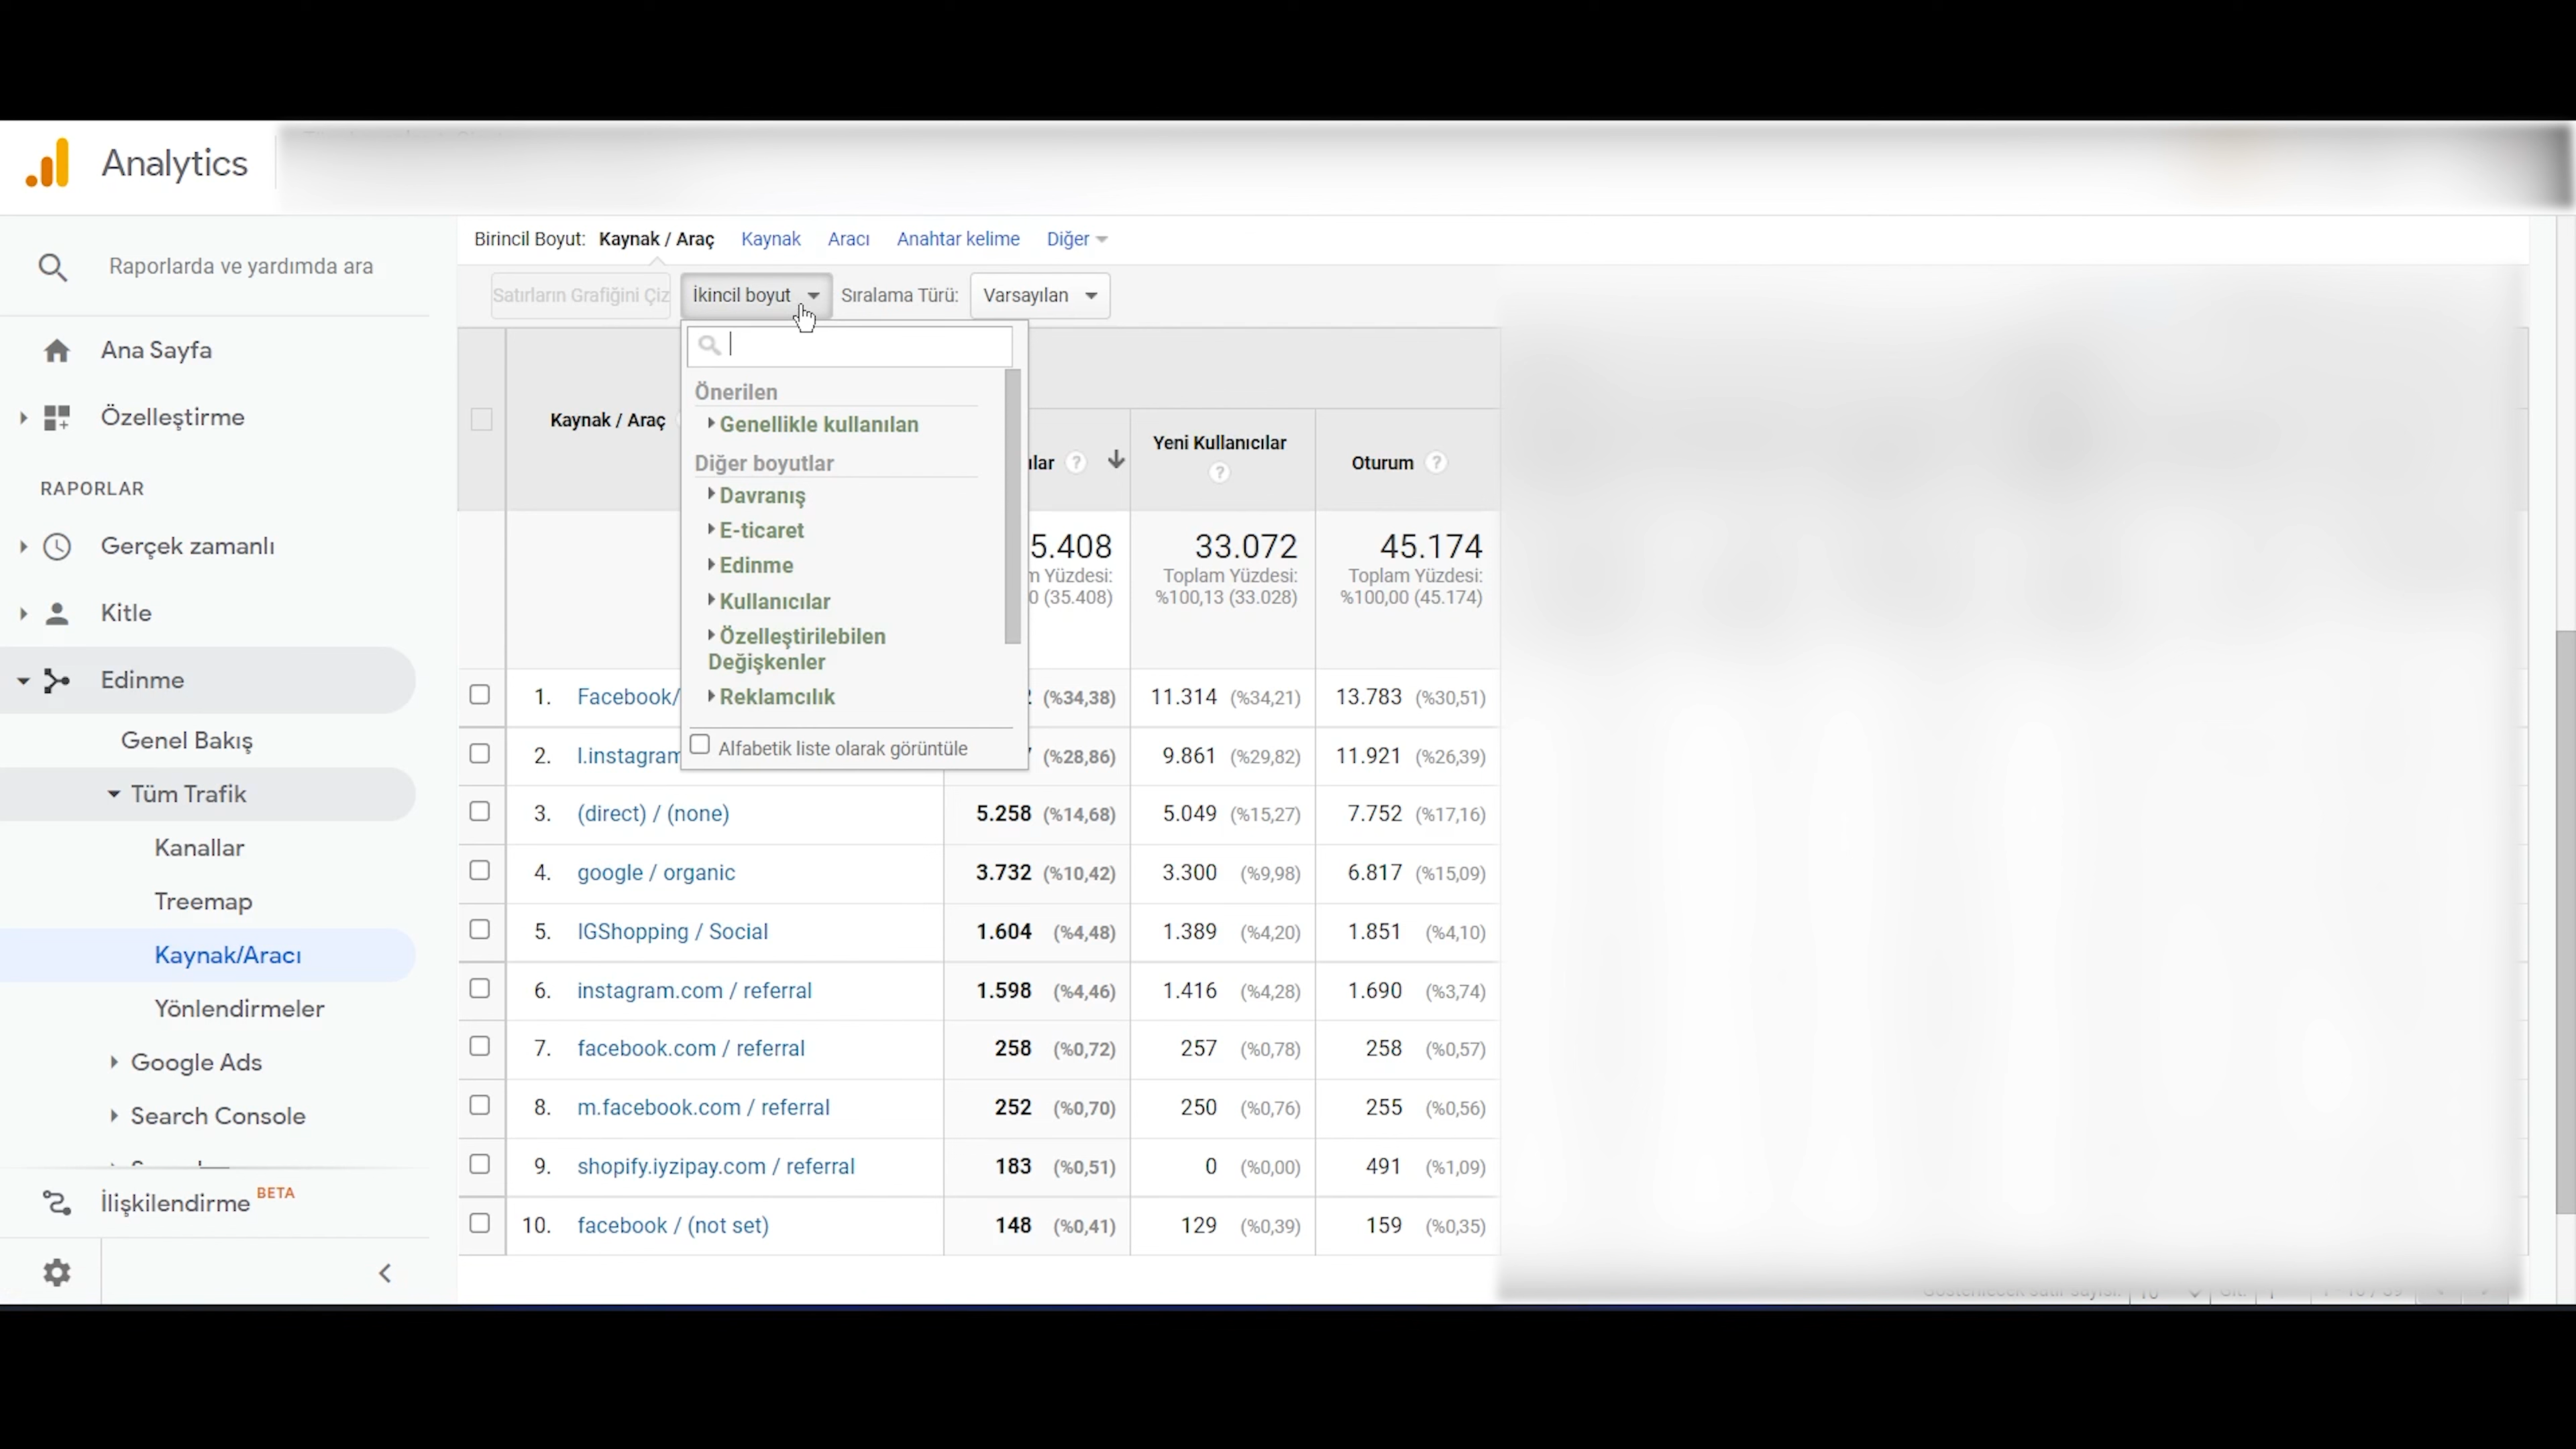 Analytics
Raporlarda ve yardımda ara
Ana Sayfa
Özelleştirme
RAPORLAR
Gerçek zamanlı
Kitle
Edinme
Genel Bakış
Tüm Trafik
Kanallar
Treemap
Kaynak/Aracı
Yönlendirmeler
Google Ads
Search Console
İlişkilendirme BETA
Birincil Boyut: Kaynak / Araç Kaynak Aracı Anahtar kelime Diğer
Satırların Grafiğini Çiz İkincil boyut Sıralama Türü: Varsayılan
Önerilen
Genellikle kullanılan
Diğer boyutlar
Davranış
E-ticaret
Edinme
Kullanıcılar
Özelleştirilebilen
Değişkenler
Reklamcılık
Alfabetik liste olarak görüntüle
Kaynak / Araç
ılar ? Yeni Kullanıcılar ? Oturum ?
5.408 33.072 45.174
m Yüzdesi: Toplam Yüzdesi: Toplam Yüzdesi:
0 (35.408) %100,13 (33.028) %100,00 (45.174)
1. Facebook/ (%34,38) 11.314 (%34,21) 13.783 (%30,51)
2. l.instagram (%28,86) 9.861 (%29,82) 11.921 (%26,39)
3. (direct) / (none) 5.258 (%14,68) 5.049 (%15,27) 7.752 (%17,16)
4. google / organic 3.732 (%10,42) 3.300 (%9,98) 6.817 (%15,09)
5. IGShopping / Social 1.604 (%4,48) 1.389 (%4,20) 1.851 (%4,10)
6. instagram.com / referral 1.598 (%4,46) 1.416 (%4,28) 1.690 (%3,74)
7. facebook.com / referral 258 (%0,72) 257 (%0,78) 258 (%0,57)
8. m.facebook.com / referral 252 (%0,70) 250 (%0,76) 255 (%0,56)
9. shopify.iyzipay.com / referral 183 (%0,51) 0 (%0,00) 491 (%1,09)
10. facebook / (not set) 148 (%0,41) 129 (%0,39) 159 (%0,35)